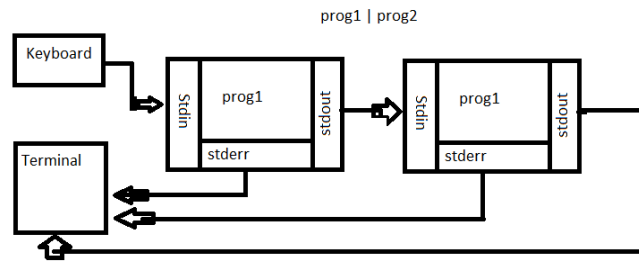 prog1 | prog2
Keyboard
Stdin
prog1
stdout
stderr
Stdin
prog1
stdout
stderr
Terminal